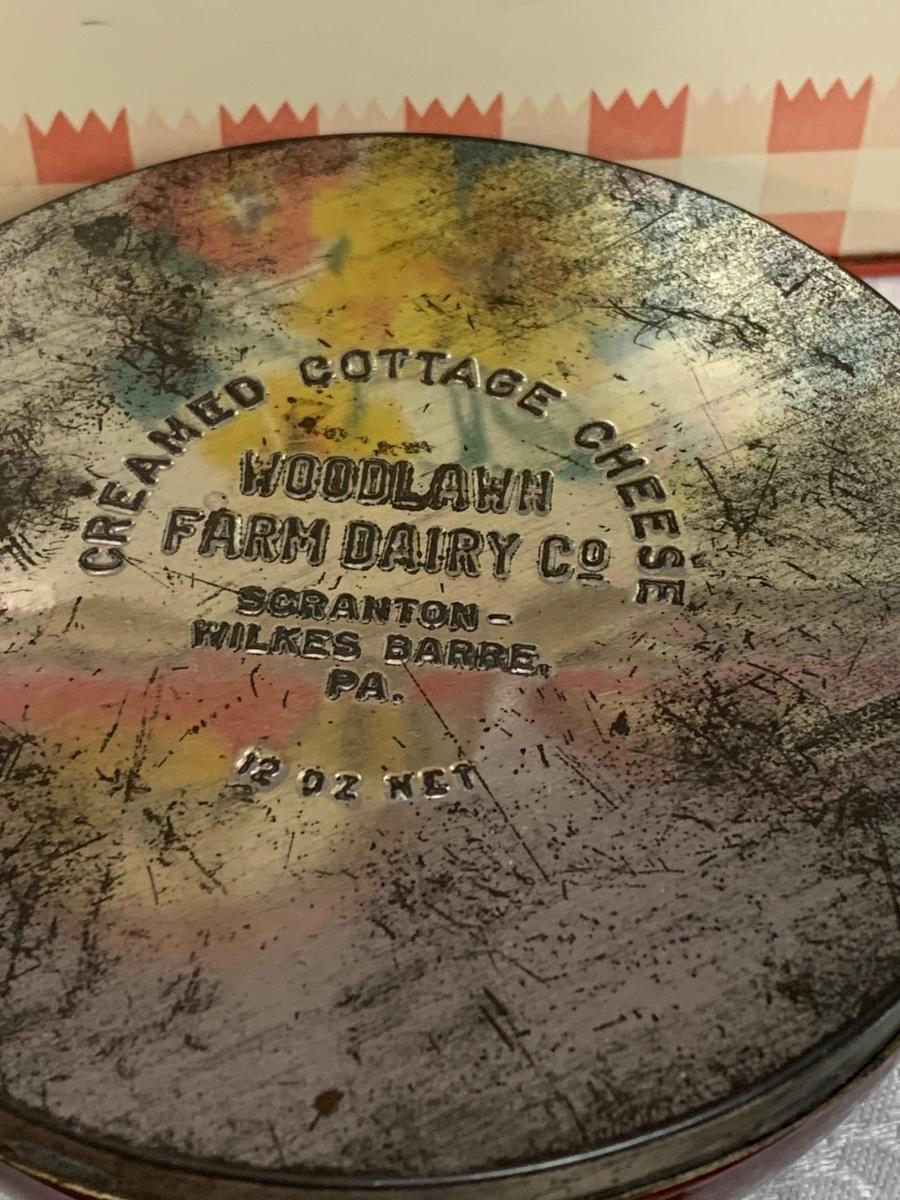 CREAMED COTTAGE CHEESE
WOODLAWN
FARM DAIRY Co
SCRANTON-
WILKES BARRE,
PA.
12 OZ NET